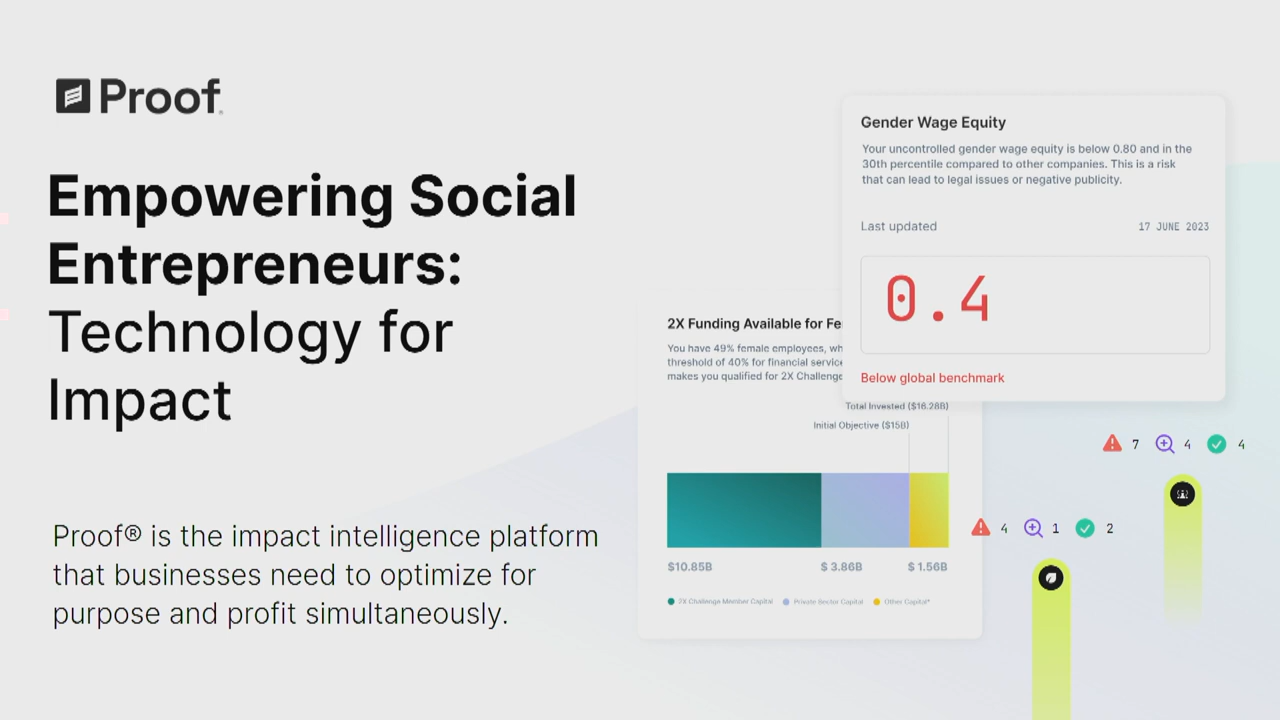 Proof®
Empowering Social
Entrepreneurs:
Technology for
Impact
Proof® is the impact intelligence platform
that businesses need to optimize for
purpose and profit simultaneously.
Gender Wage Equity
Your uncontrolled gender wage equity is below 0.80 and in the
30th percentile compared to other companies. This is a risk
that can lead to legal issues or negative publicity.
Last updated
17 JUNE 2023
0.4
Below global benchmark
2X Funding Available for Fe
You have 49% female employees, wh
threshold of 40% for financial service
makes you qualified for 2X Challenge
Total Invested ($16.28B)
Initial Objective ($15B)
$10.85B
$ 3.86B
$ 1.56B
2X Challenge Member Capital
Private Sector Capital
Other Capital*
7 4 4
4 1 2